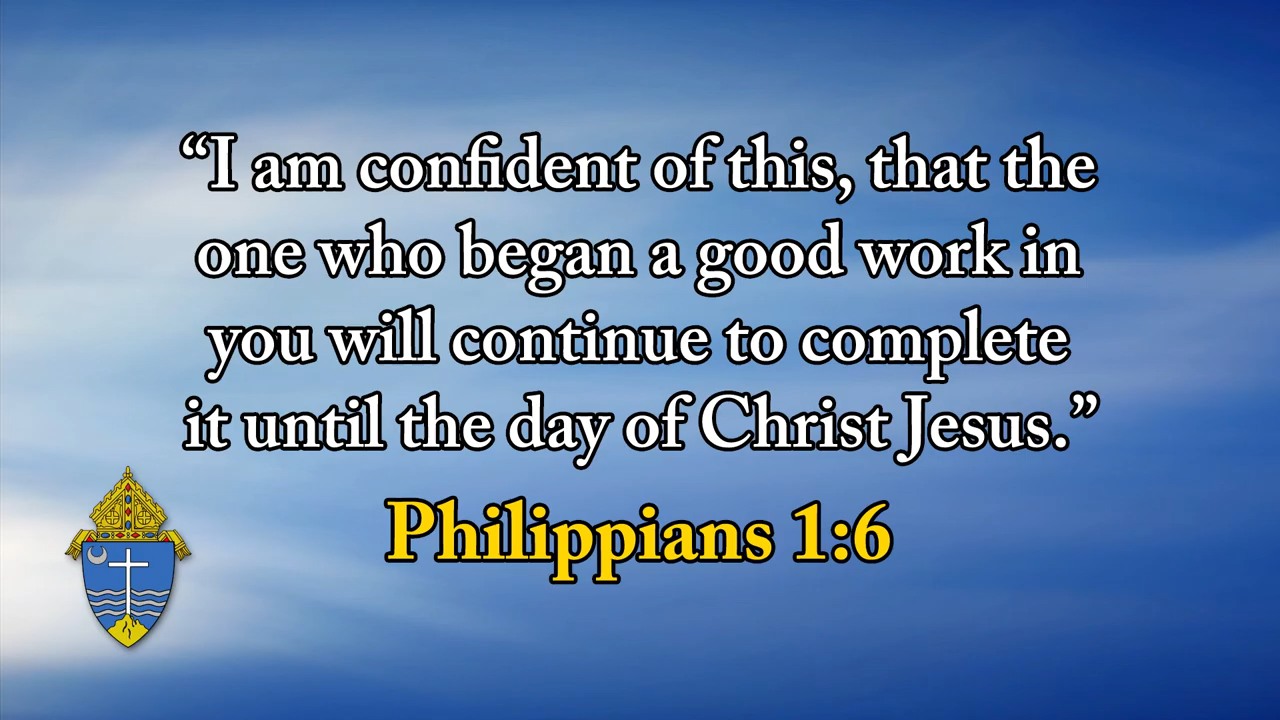 “I am confident of this, that the
one who began a good work in
you will continue to complete
it until the day of Christ Jesus.”
Philippians 1:6